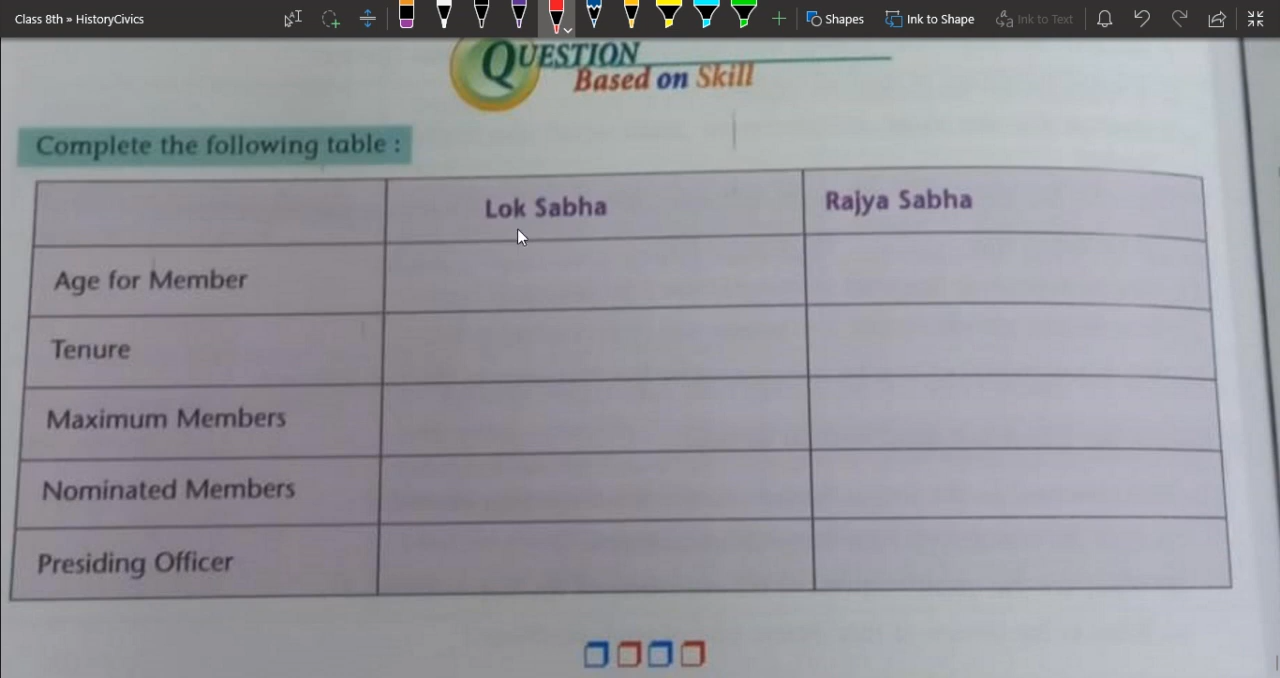 Class 8th » HistoryCivics
Shapes
Ink to Shape
Ink to Text
QUESTION
Based on Skill
Complete the following table :
Lok Sabha
Rajya Sabha
Age for Member
Tenure
Maximum Members
Nominated Members
Presiding Officer